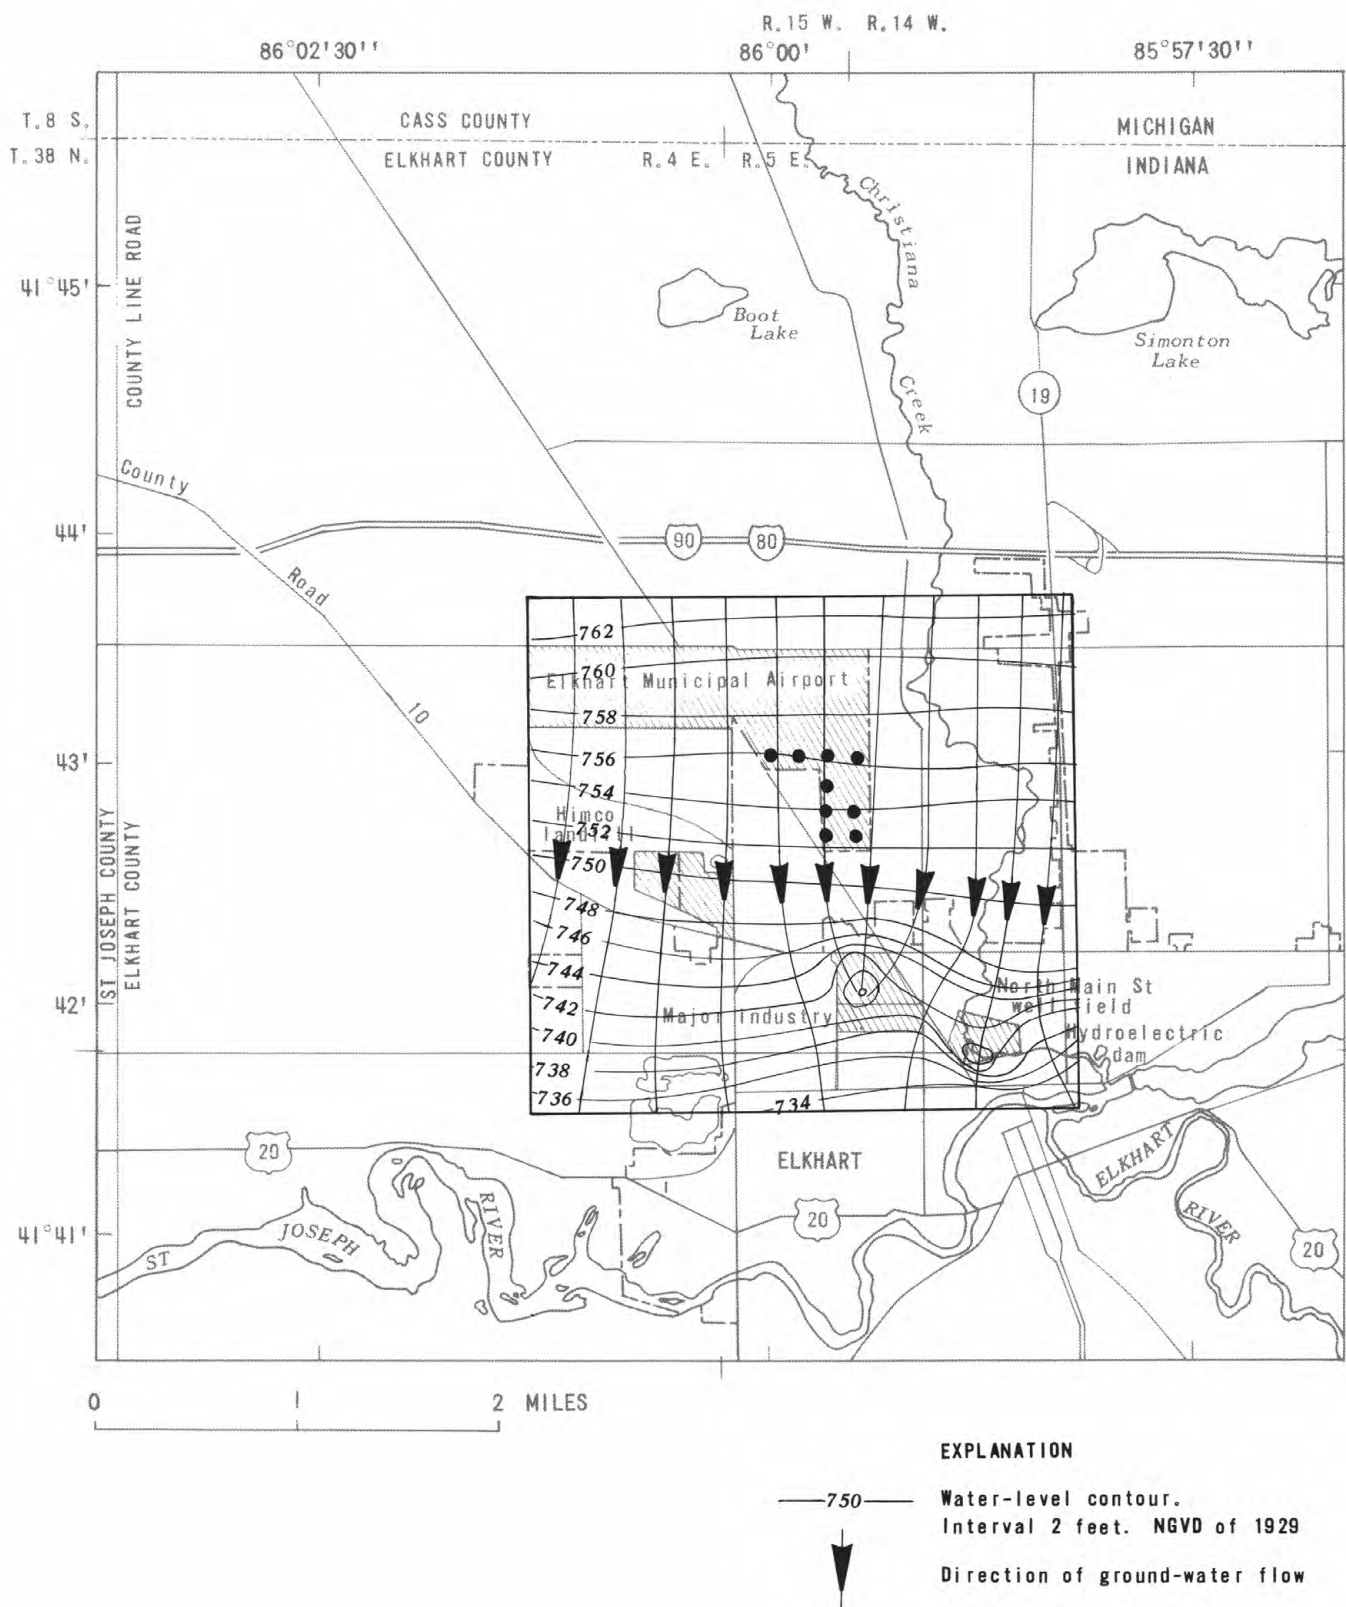 R.15 W. R.14 W.
86°02'30'' 86°00' 85°57'30''
T.8 S.
T.38 N.
CASS COUNTY
ELKHART COUNTY
R.4 E. R.5 E.
MICHIGAN
INDIANA
COUNTY LINE ROAD
Christiana
Creek
41°45'
Boot
Lake
Simonton
Lake
19
County
Road
10
44'
90 80
762
760
Elkhart Municipal Airport
758
43'
756
754
Himco
landfill
752
750
748
746
744
742
740
738
736
734
ST JOSEPH COUNTY
ELKHART COUNTY
42'
North Main St
well field
Major Industry
Hydroelectric
dam
20
ELKHART
20
ELKHART
RIVER
20
41°41'
ST JOSEPH RIVER
0 1 2 MILES
EXPLANATION
750 Water-level contour.
Interval 2 feet. NGVD of 1929
Direction of ground-water flow